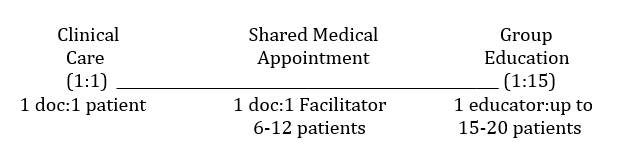 Clinical
Care
(1:1)
1 doc:1 patient
Shared Medical
Appointment
1 doc:1 Facilitator
6-12 patients
Group
Education
(1:15)
1 educator:up to
15-20 patients